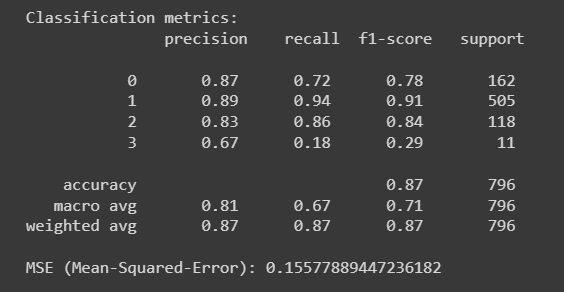 Classification metrics:
precision recall f1-score support
0 0.87 0.72 0.78 162
1 0.89 0.94 0.91 505
2 0.83 0.86 0.84 118
3 0.67 0.18 0.29 11
accuracy 0.87 796
macro avg 0.81 0.67 0.71 796
weighted avg 0.87 0.87 0.87 796
MSE (Mean-Squared-Error): 0.15577889447236182